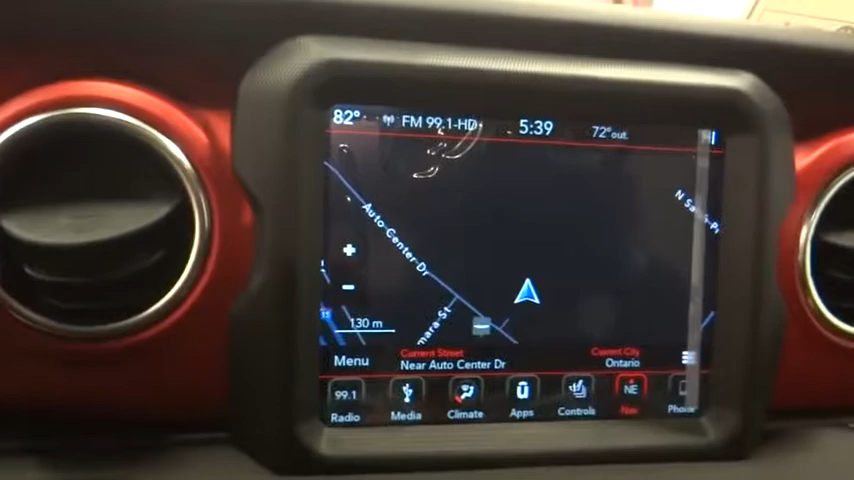 82° FM 99.1-HD 5:39 72°out
Auto Center Dr
130 m
Menu
Current Street
Near Auto Center Dr
Current City
Ontario
99.1
Radio
Media
Climate
Apps
Controls
NE
Nav
Phone